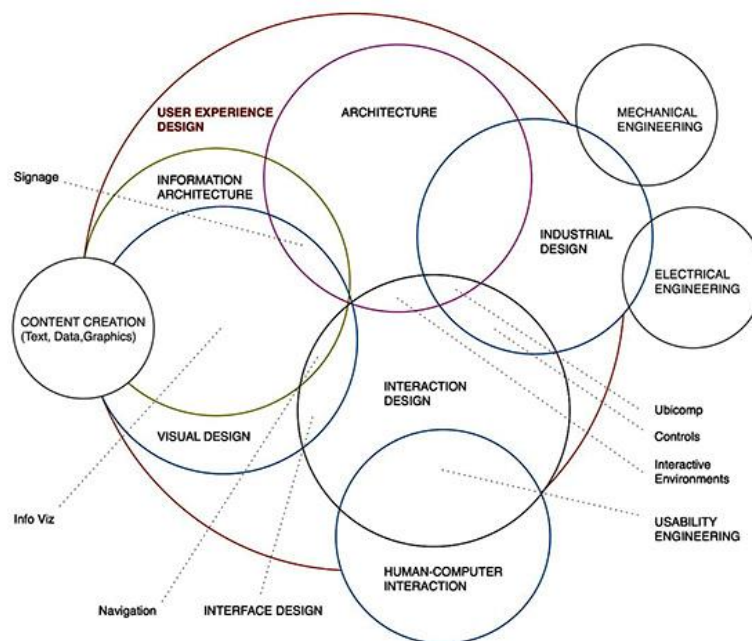 USER EXPERIENCE
DESIGN
ARCHITECTURE
MECHANICAL
ENGINEERING
Signage
INFORMATION
ARCHITECTURE
INDUSTRIAL
DESIGN
ELECTRICAL
ENGINEERING
CONTENT CREATION
(Text, Data,Graphics)
INTERACTION
DESIGN
VISUAL DESIGN
Ubicomp
Controls
Interactive
Environments
Info Viz
USABILITY
ENGINEERING
HUMAN-COMPUTER
INTERACTION
Navigation
INTERFACE DESIGN